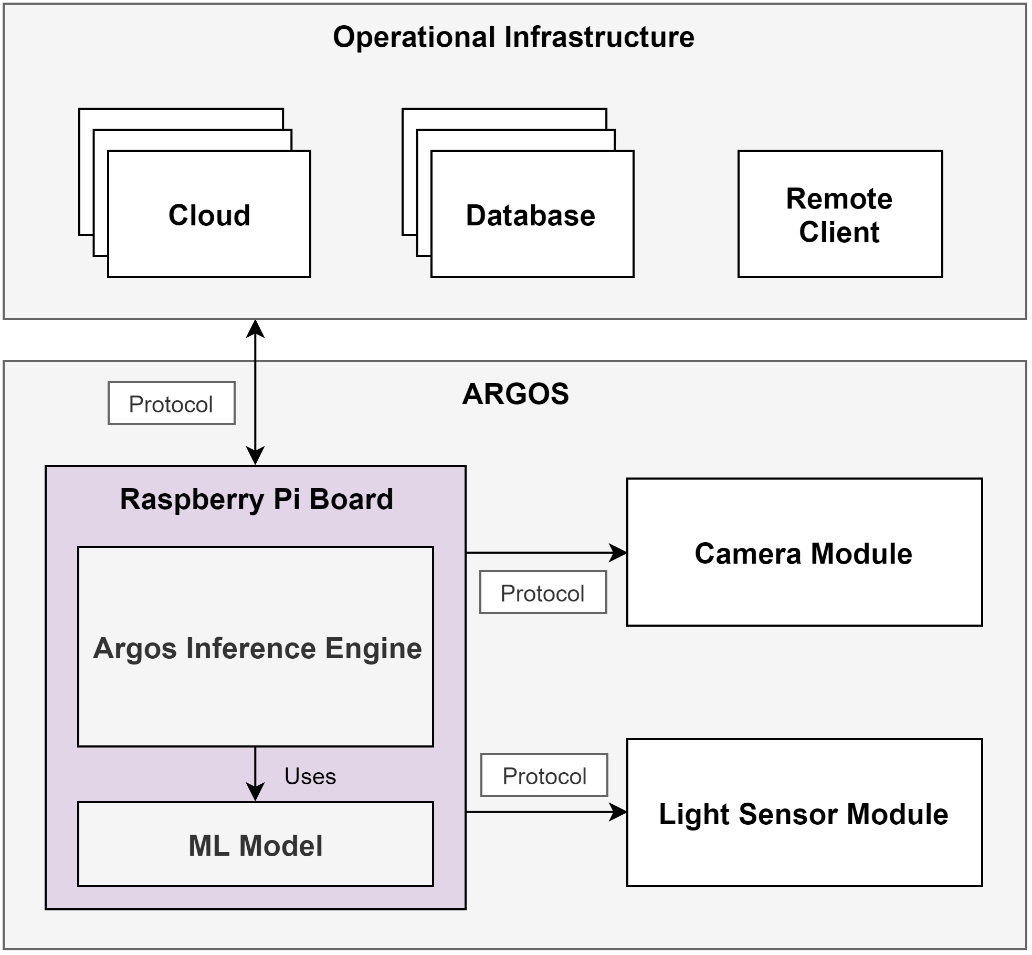 Operational Infrastructure
Cloud
Database
Remote
Client
Protocol
ARGOS
Raspberry Pi Board
Argos Inference Engine
Uses
ML Model
Protocol
Camera Module
Protocol
Light Sensor Module